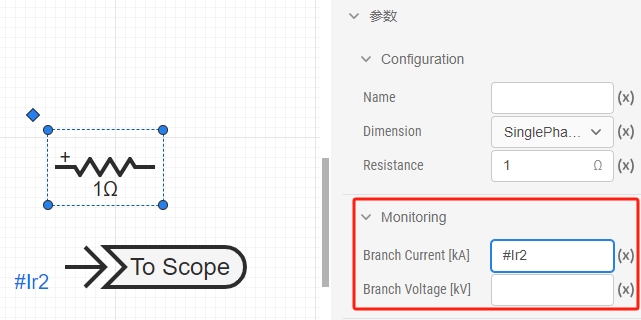 +
1Ω
#Ir2
To Scope
参数
Configuration
Name
(x)
Dimension
SinglePha...
(x)
Resistance
1
Ω
(x)
Monitoring
Branch Current [kA]
#Ir2
(x)
Branch Voltage [kV]
(x)